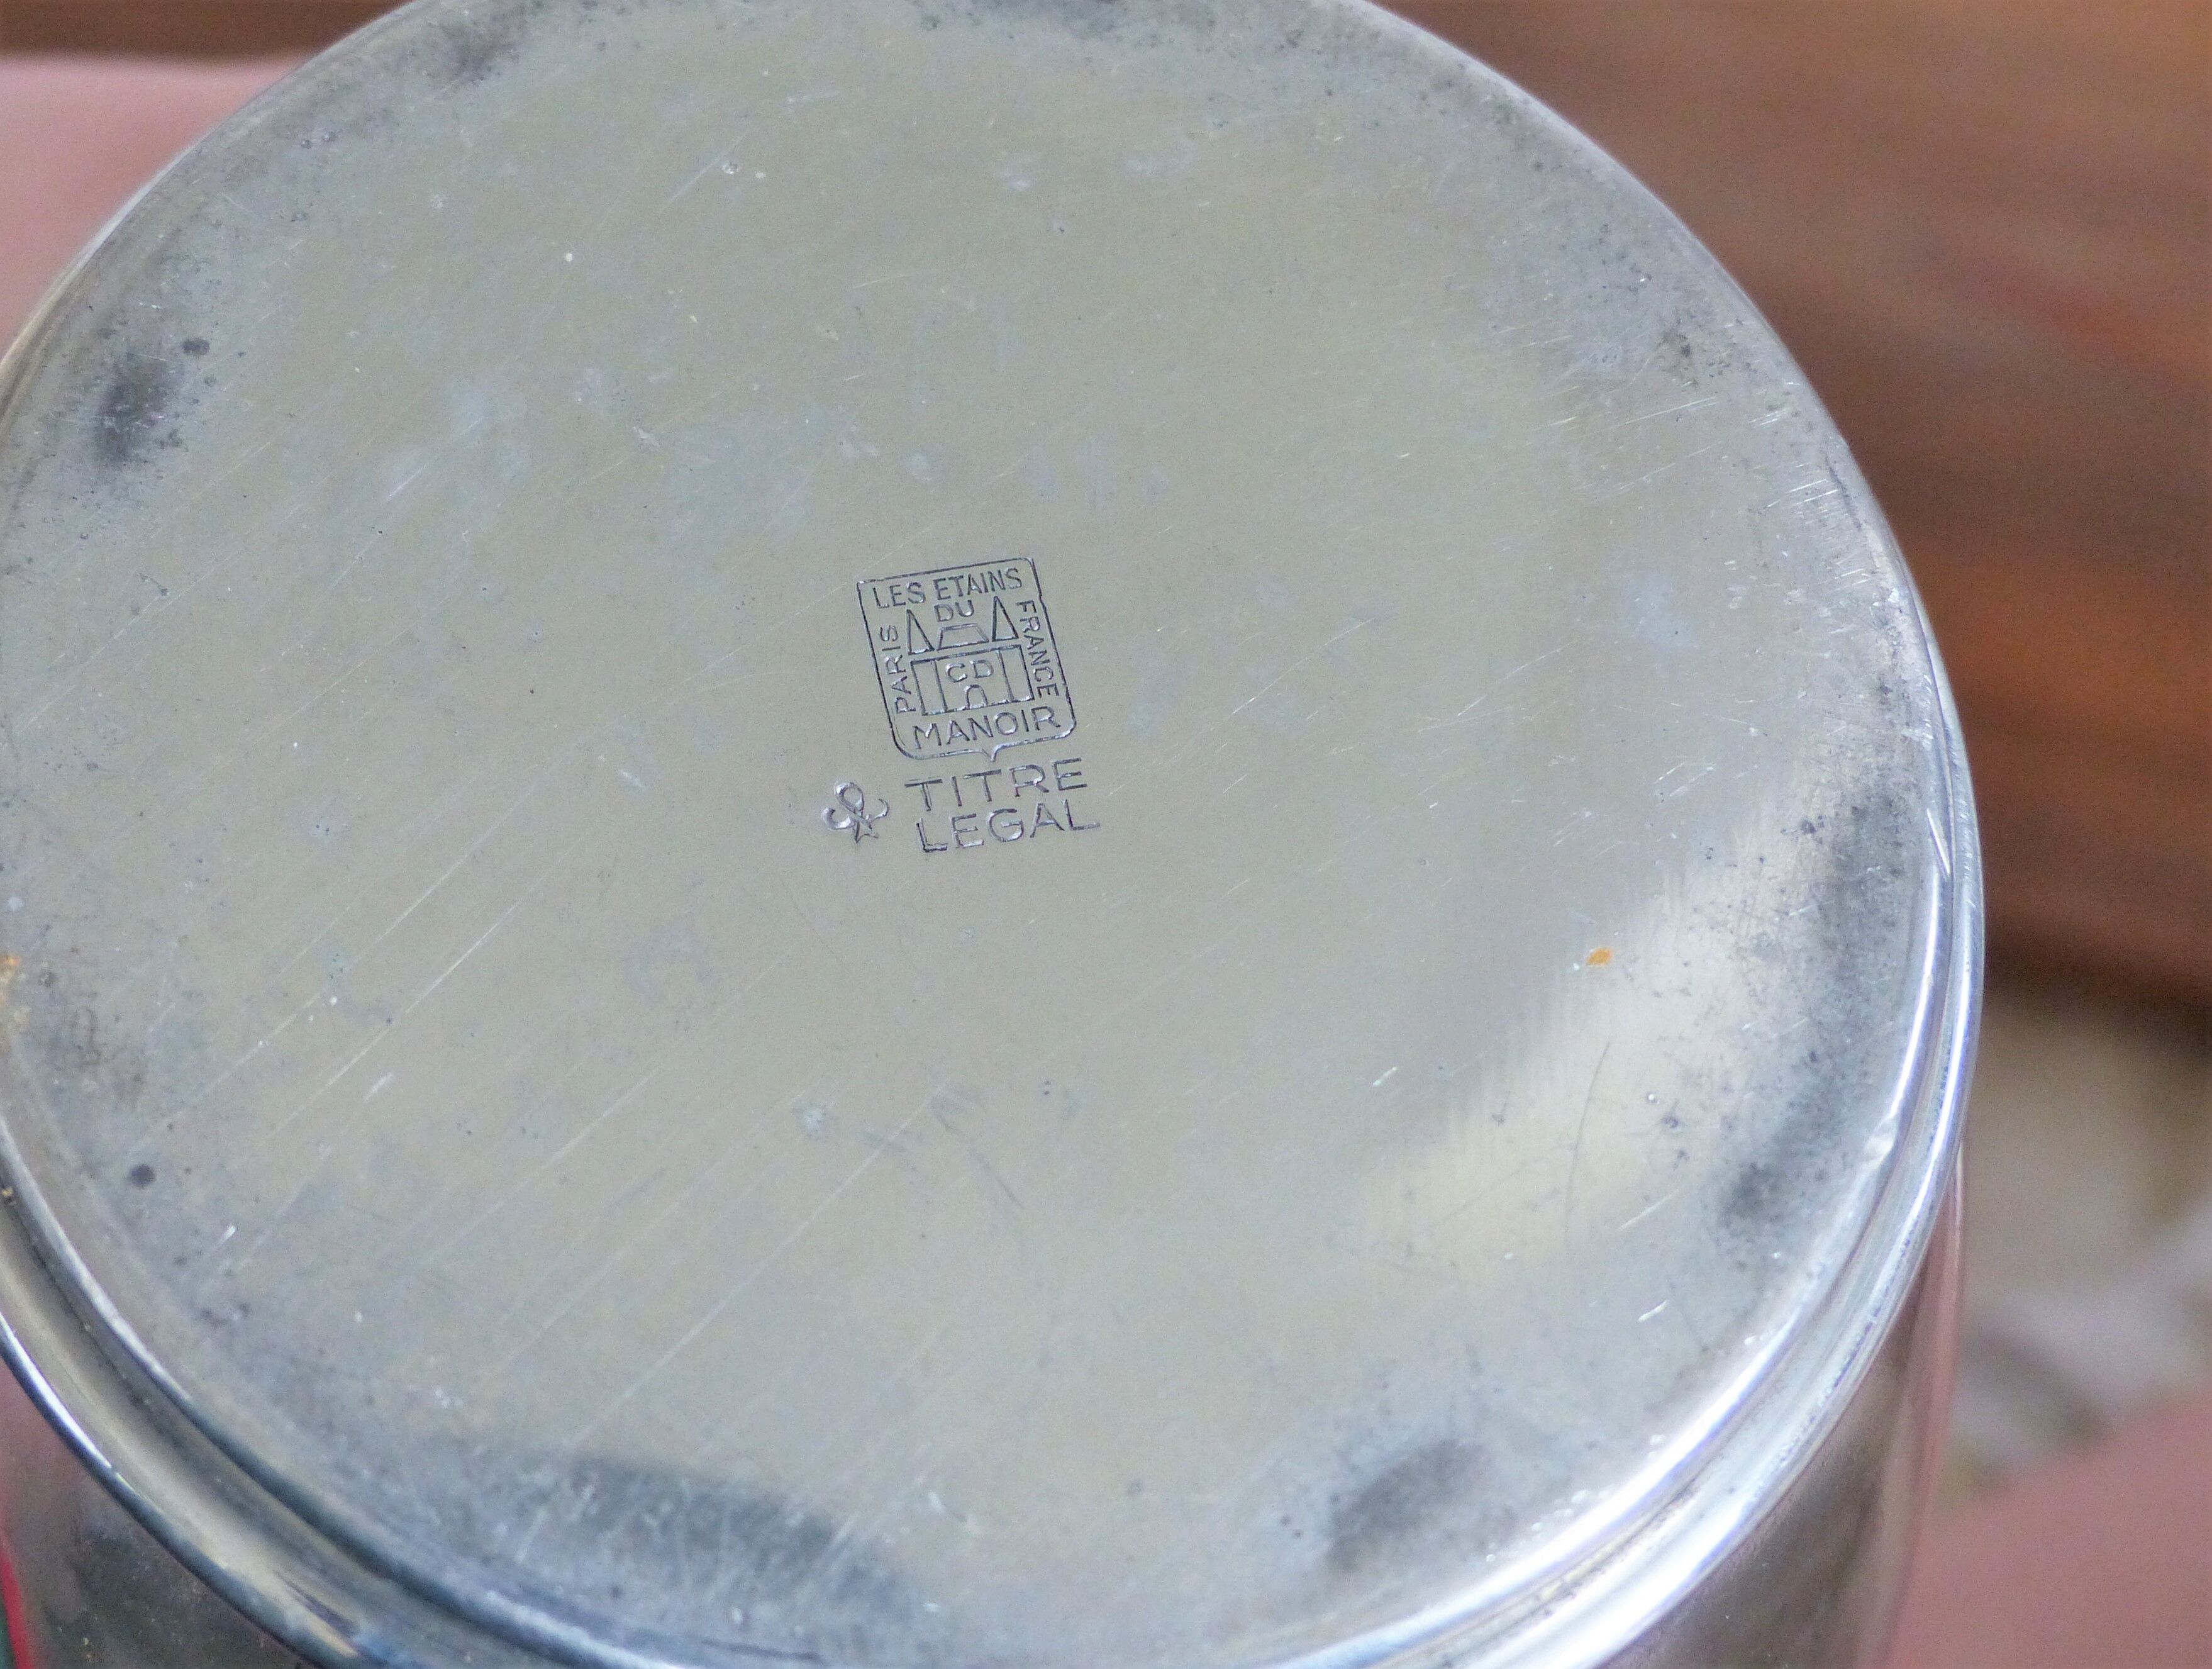 LES ETAINS
DU
PARIS
FRANCE
CD
MANOIR
TITRE
LEGAL